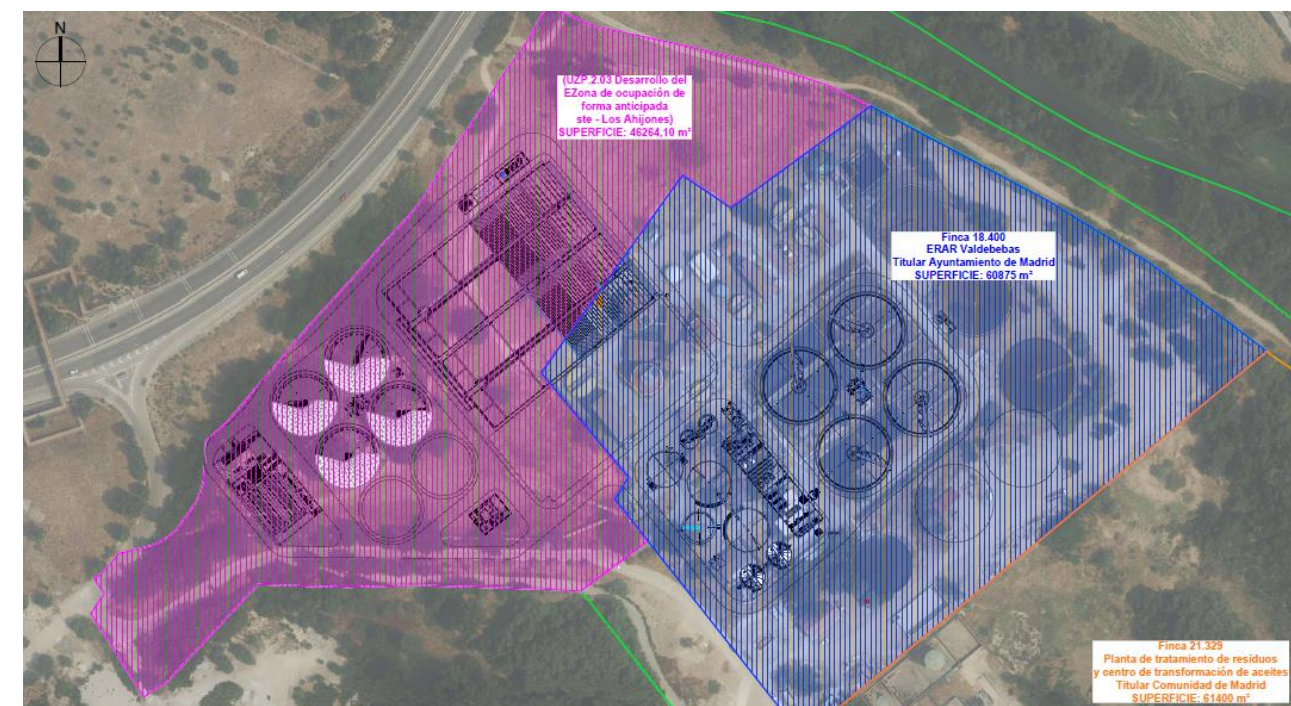 N
(UZP.2.03 Desarrollo del
EZona de ocupación de
forma anticipada
ste - Los Ahijones)
SUPERFICIE: 46264,10 m²
Finca 18.400
ERAR Valdebebas
Titular Ayuntamiento de Madrid
SUPERFICIE: 60875 m²
Finca 21.329
Planta de tratamiento de residuos
y centro de transformación de aceites
Titular Comunidad de Madrid
SUPERFICIE: 61400 m²